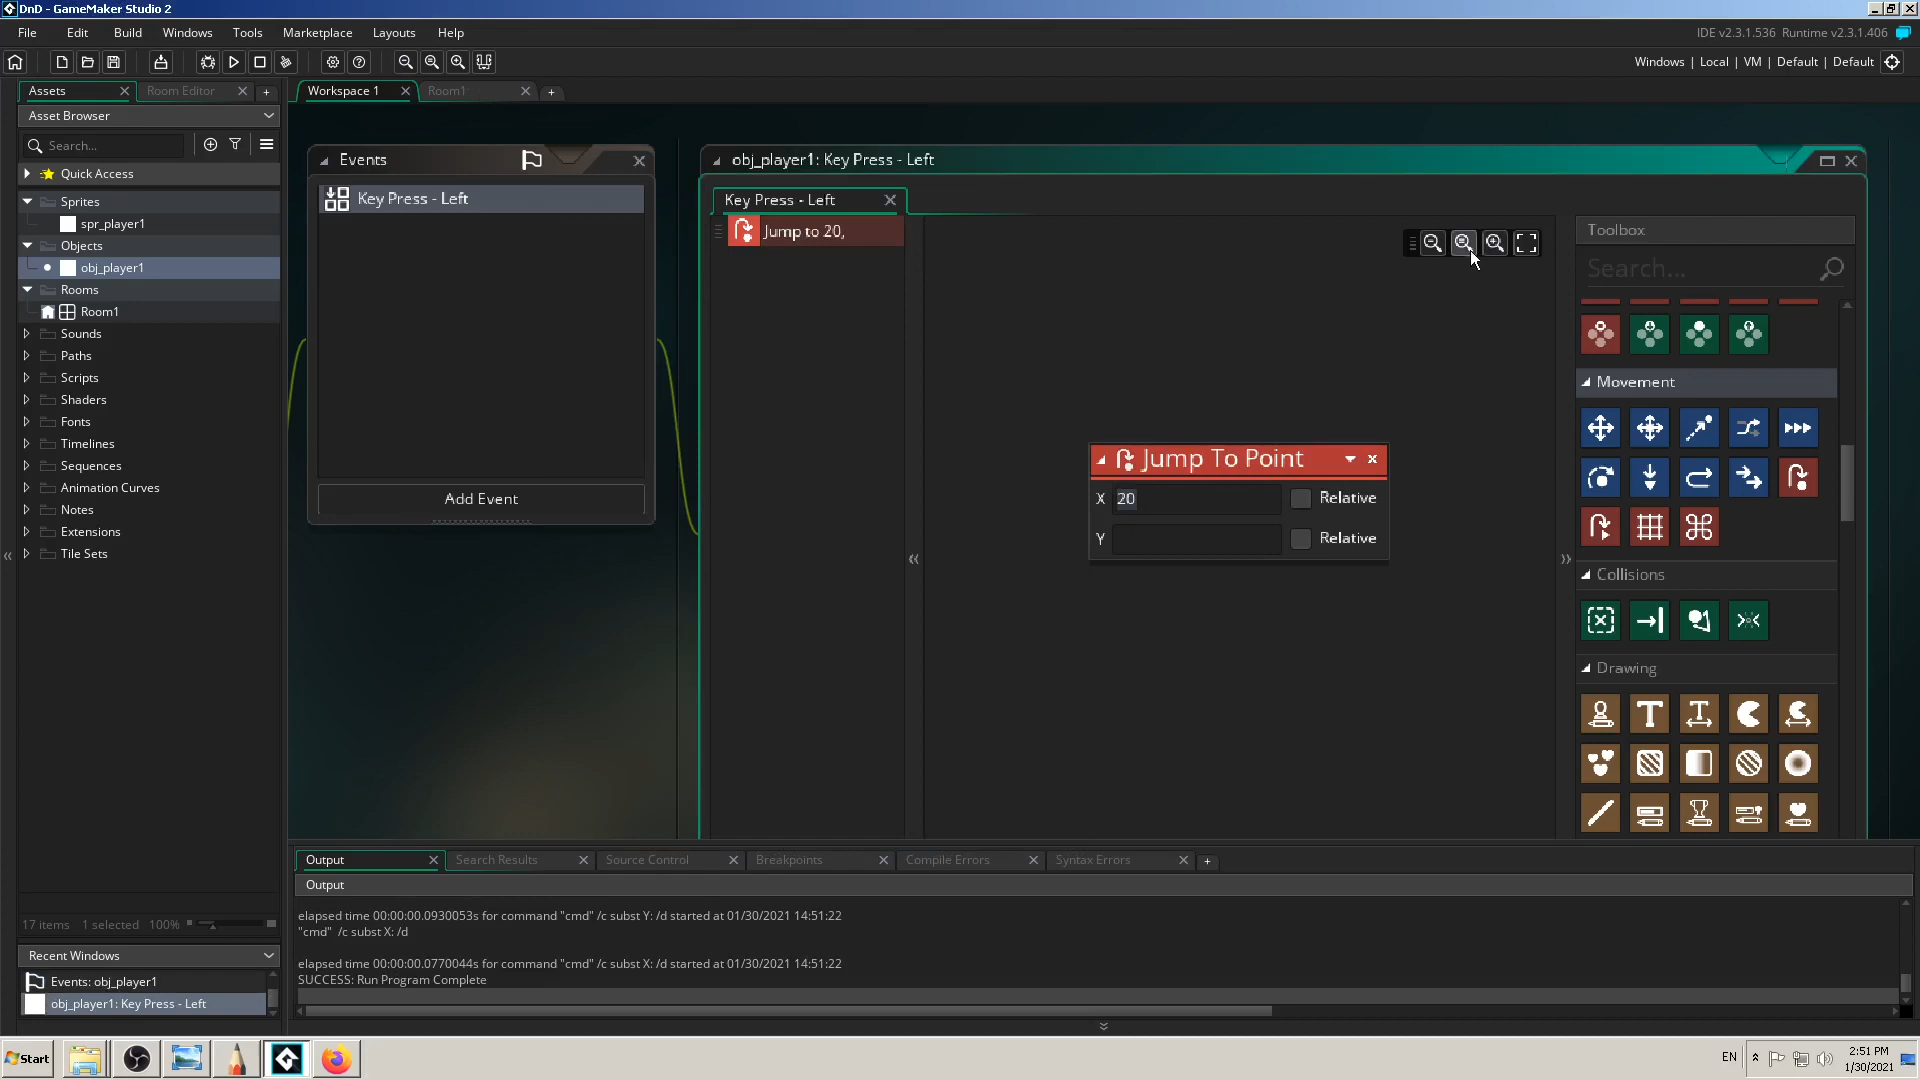 DnD - GameMaker Studio 2
File Edit Build Windows Tools Marketplace Layouts Help
IDE v2.3.1.536 Runtime v2.3.1.406
Windows | Local | VM | Default | Default
Assets
Room Editor
Workspace 1
Room1
Asset Browser
Search...
Quick Access
Sprites
spr_player1
Objects
obj_player1
Rooms
Room1
Sounds
Paths
Scripts
Shaders
Fonts
Timelines
Sequences
Animation Curves
Notes
Extensions
Tile Sets
17 items 1 selected 100%
Recent Windows
Events: obj_player1
obj_player1: Key Press - Left
Events
Key Press - Left
Add Event
obj_player1: Key Press - Left
Key Press - Left
Jump to 20,
Jump To Point
X 20 Relative
Y Relative
Toolbox
Search...
Movement
Collisions
Drawing
Output
Search Results
Source Control
Breakpoints
Compile Errors
Syntax Errors
Output
elapsed time 00:00:00.0930053s for command "cmd" /c subst Y: /d started at 01/30/2021 14:51:22
"cmd" /c subst X: /d
elapsed time 00:00:00.0770044s for command "cmd" /c subst X: /d started at 01/30/2021 14:51:22
SUCCESS: Run Program Complete
Start
EN
2:51 PM
1/30/2021